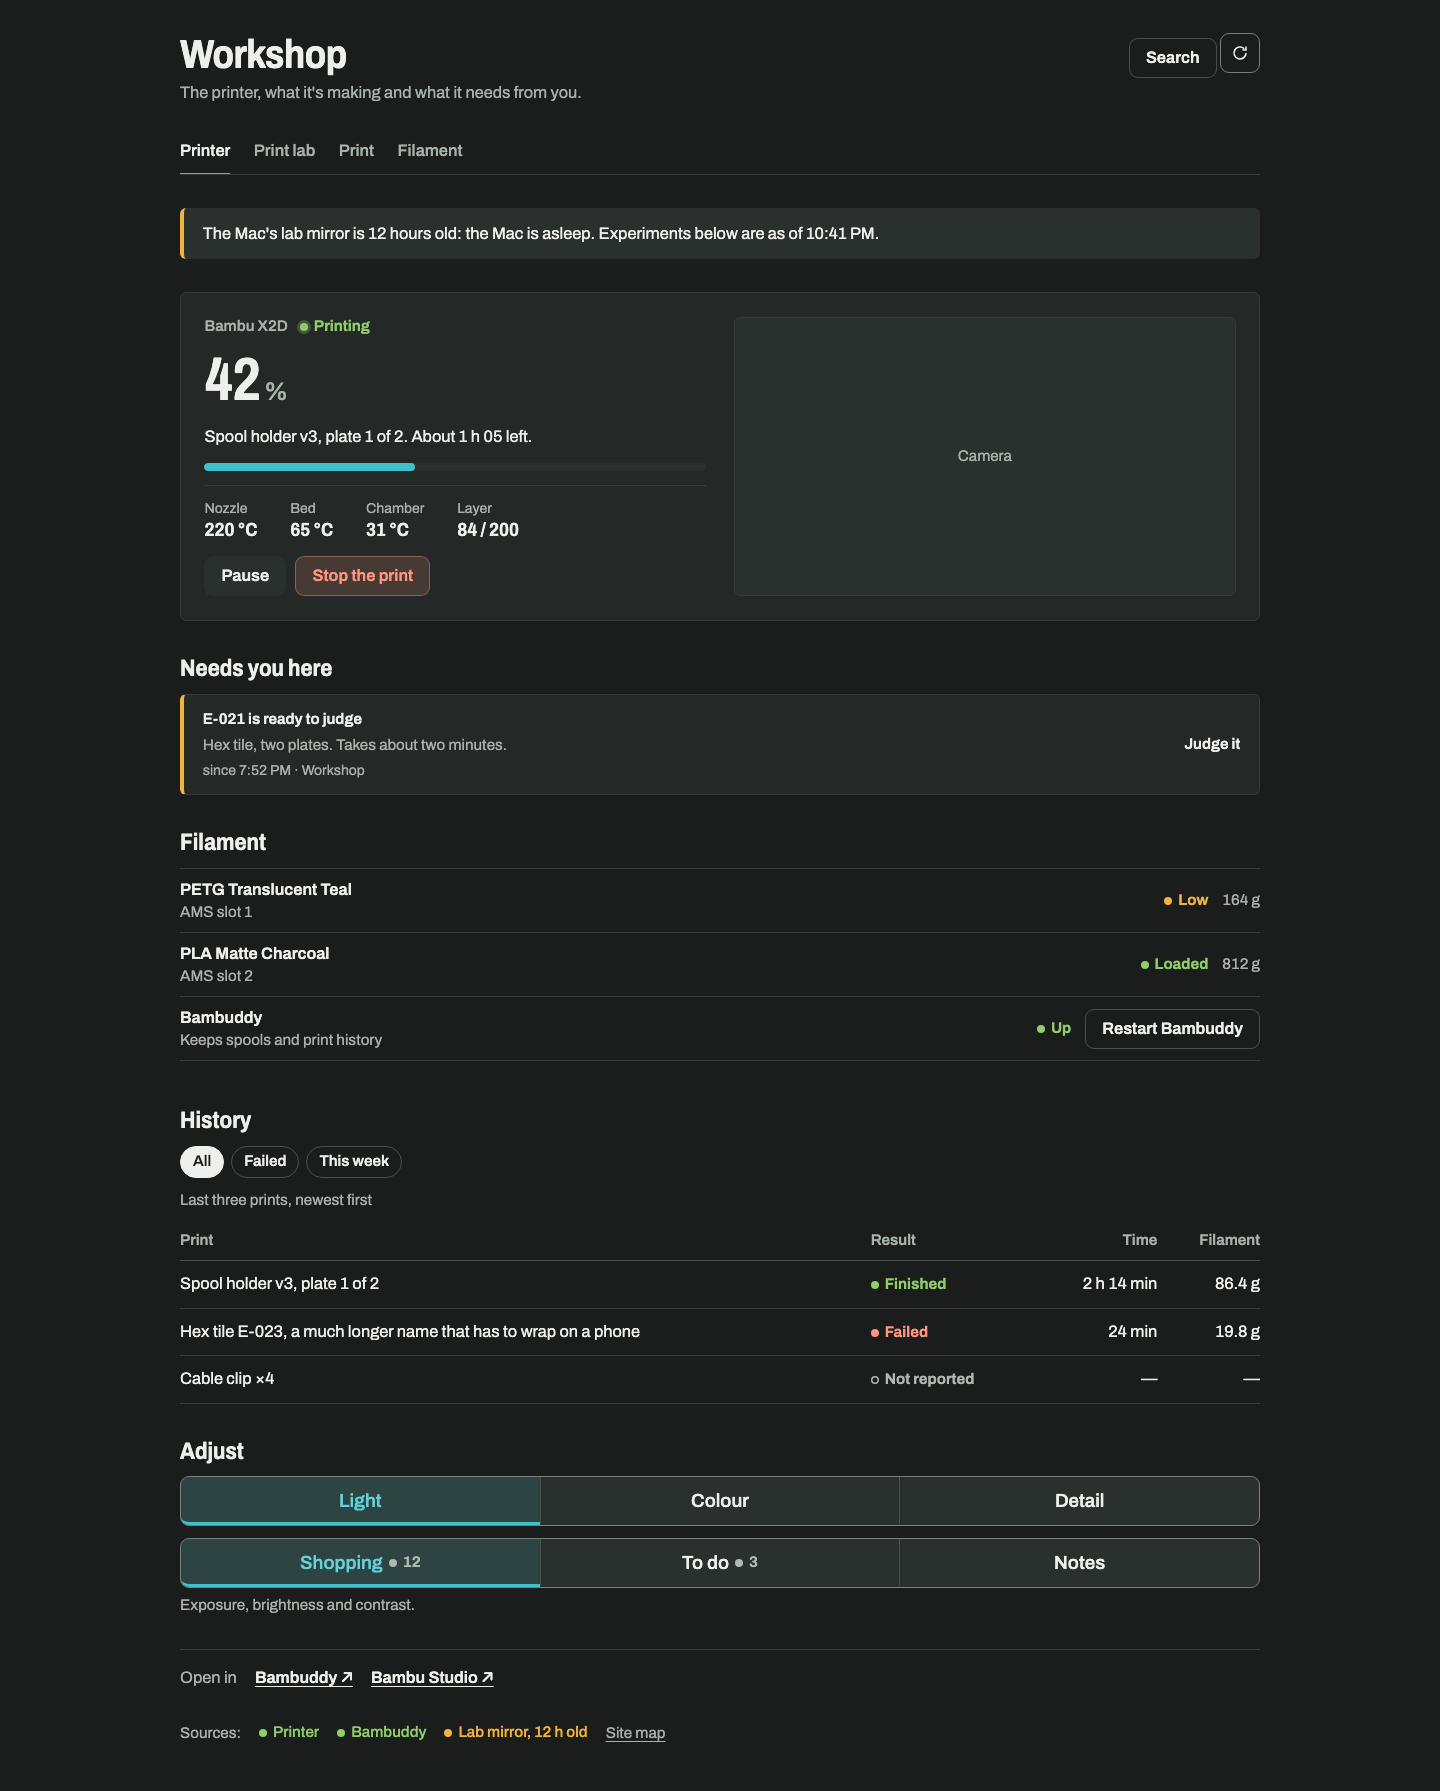 Workshop
Search
The printer, what it's making and what it needs from you.
Printer Print lab Print Filament
The Mac's lab mirror is 12 hours old: the Mac is asleep. Experiments below are as of 10:41 PM.
Bambu X2D Printing
42 %
Spool holder v3, plate 1 of 2. About 1 h 05 left.
Camera
Nozzle Bed Chamber Layer
220 °C 65 °C 31 °C 84 / 200
Pause Stop the print
Needs you here
E-021 is ready to judge
Hex tile, two plates. Takes about two minutes.
Judge it
since 7:52 PM · Workshop
Filament
PETG Translucent Teal
AMS slot 1
Low 164 g
PLA Matte Charcoal
AMS slot 2
Loaded 812 g
Bambuddy
Keeps spools and print history
Up Restart Bambuddy
History
All Failed This week
Last three prints, newest first
Print Result Time Filament
Spool holder v3, plate 1 of 2 Finished 2 h 14 min 86.4 g
Hex tile E-023, a much longer name that has to wrap on a phone Failed 24 min 19.8 g
Cable clip ×4 Not reported — —
Adjust
Light Colour Detail
Shopping 12 To do 3 Notes
Exposure, brightness and contrast.
Open in Bambuddy ↗ Bambu Studio ↗
Sources: Printer Bambuddy Lab mirror, 12 h old Site map